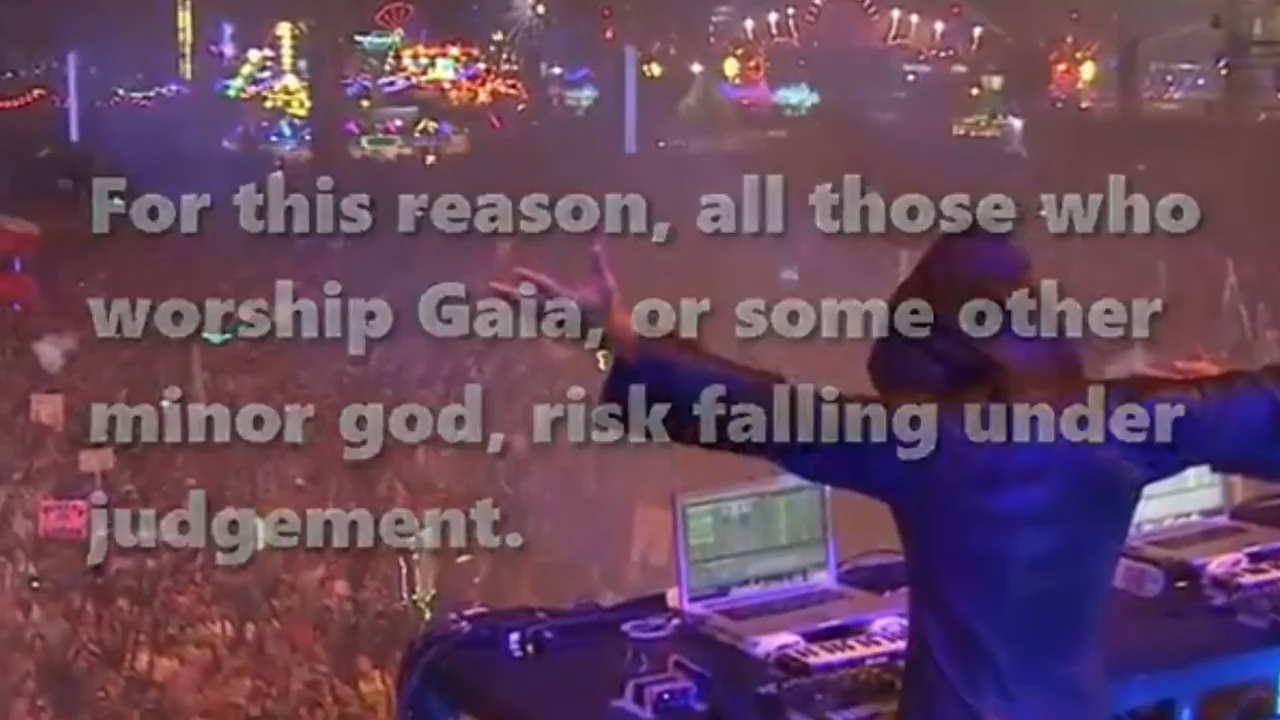 For this reason, all those who
worship Gaia, or some other
minor god, risk falling under
judgement.